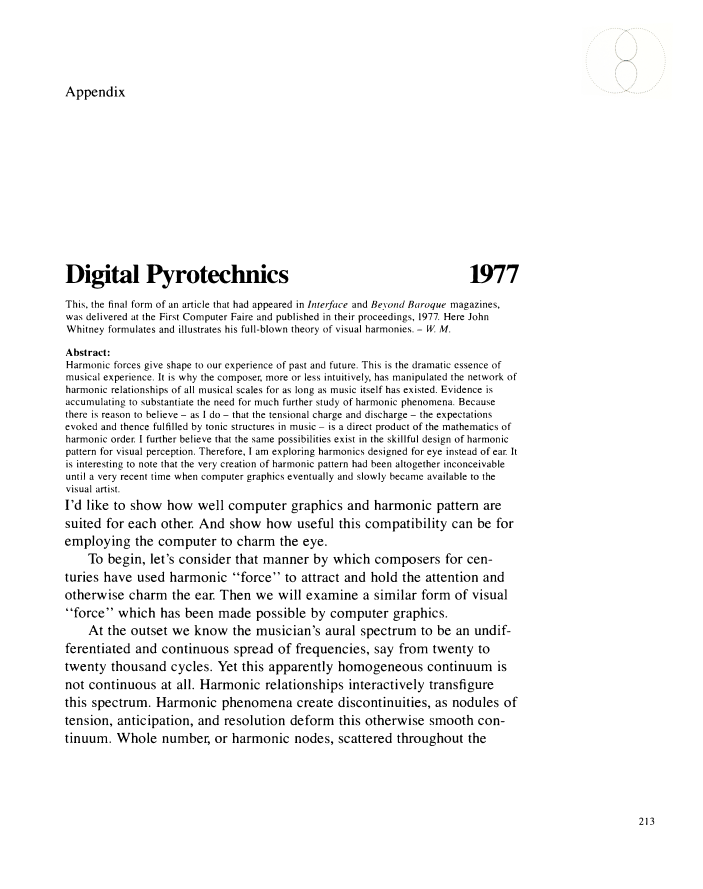 Appendix
Digital Pyrotechnics 1977
This, the final form of an article that had appeared in Interface and Beyond Baroque magazines,
was delivered at the First Computer Faire and published in their proceedings, 1977. Here John
Whitney formulates and illustrates his full-blown theory of visual harmonies. – W. M.
Abstract:
Harmonic forces give shape to our experience of past and future. This is the dramatic essence of
musical experience. It is why the composer, more or less intuitively, has manipulated the network of
harmonic relationships of all musical scales for as long as music itself has existed. Evidence is
accumulating to substantiate the need for much further study of harmonic phenomena. Because
there is reason to believe – as I do – that the tensional charge and discharge – the expectations
evoked and thence fulfilled by tonic structures in music – is a direct product of the mathematics of
harmonic order. I further believe that the same possibilities exist in the skillful design of harmonic
pattern for visual perception. Therefore, I am exploring harmonics designed for eye instead of ear. It
is interesting to note that the very creation of harmonic pattern had been altogether inconceivable
until a very recent time when computer graphics eventually and slowly became available to the
visual artist.
I'd like to show how well computer graphics and harmonic pattern are
suited for each other. And show how useful this compatibility can be for
employing the computer to charm the eye.
To begin, let's consider that manner by which composers for cen-
turies have used harmonic "force" to attract and hold the attention and
otherwise charm the ear. Then we will examine a similar form of visual
"force" which has been made possible by computer graphics.
At the outset we know the musician's aural spectrum to be an undif-
ferentiated and continuous spread of frequencies, say from twenty to
twenty thousand cycles. Yet this apparently homogeneous continuum is
not continuous at all. Harmonic relationships interactively transfigure
this spectrum. Harmonic phenomena create discontinuities, as nodules of
tension, anticipation, and resolution deform this otherwise smooth con-
tinuum. Whole number, or harmonic nodes, scattered throughout the
213